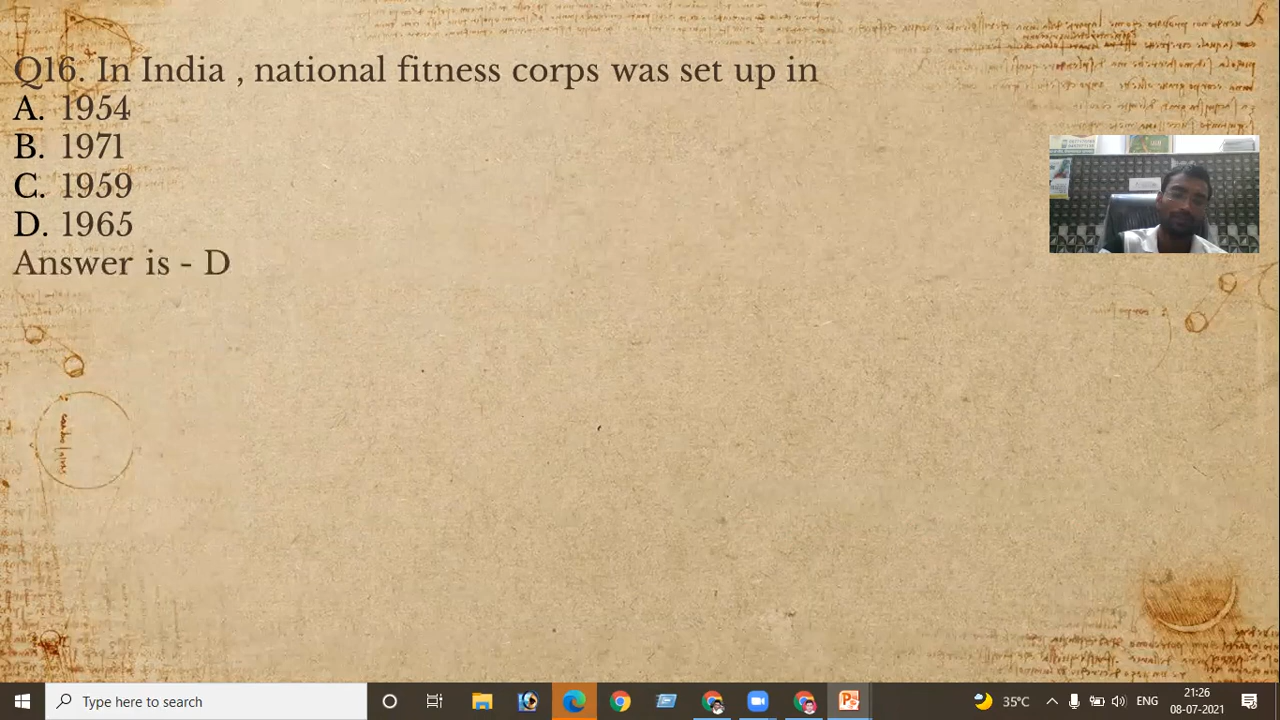 Q16. In India , national fitness corps was set up in
A. 1954
B. 1971
C. 1959
D. 1965
Answer is - D
Type here to search
35°C
ENG
21:26
08-07-2021